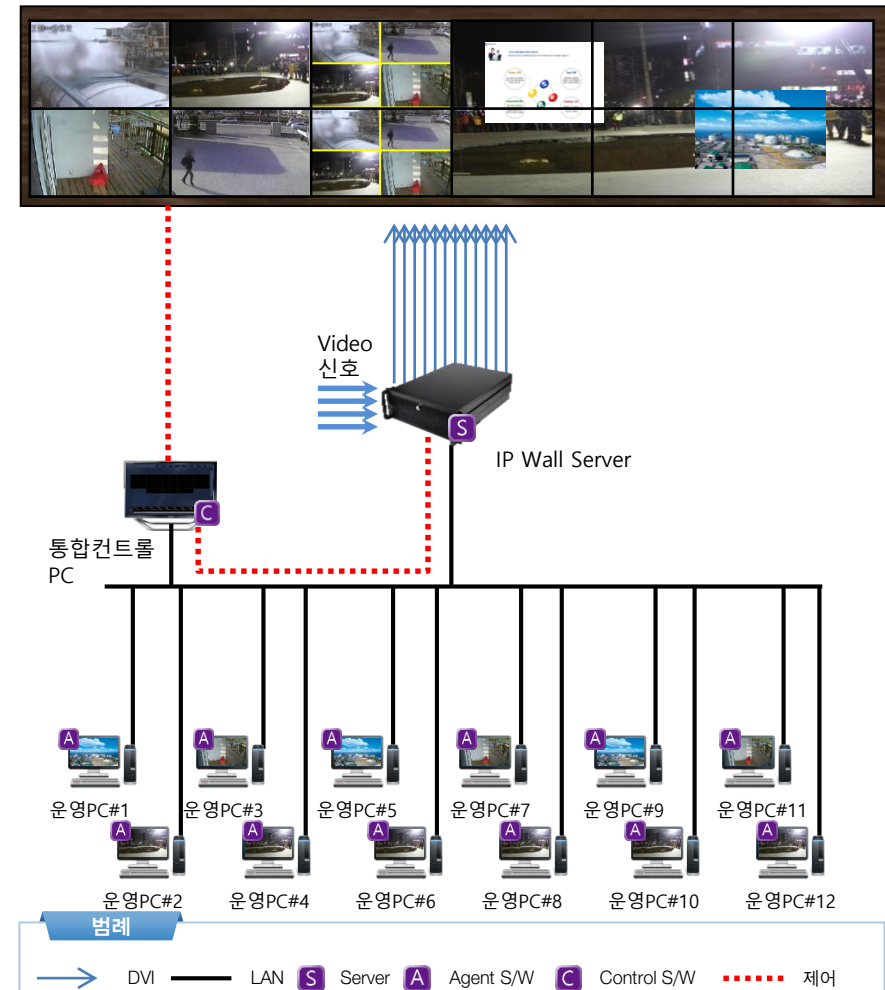 Video
신호
S
IP Wall Server
C
통합컨트롤
PC
A A A A A A
운영PC#1 운영PC#3 운영PC#5 운영PC#7 운영PC#9 운영PC#11
A A A A A A
운영PC#2 운영PC#4 운영PC#6 운영PC#8 운영PC#10 운영PC#12
범례
DVI LAN S Server A Agent S/W C Control S/W 제어